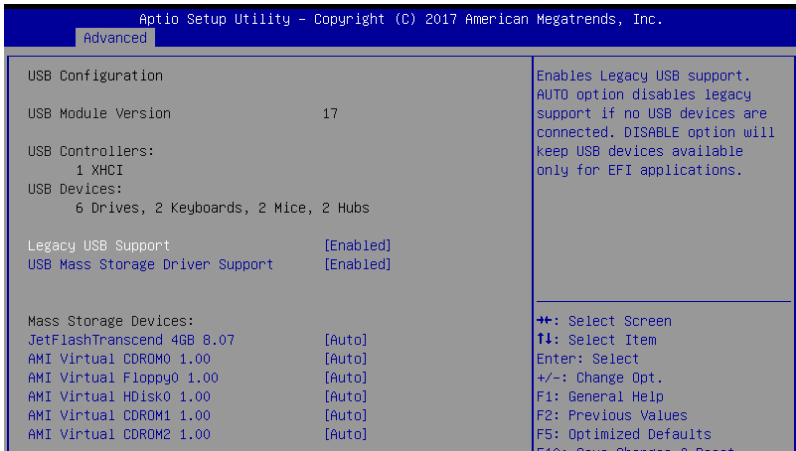 Aptio Setup Utility – Copyright (C) 2017 American Megatrends, Inc.
Advanced
USB Configuration
USB Module Version 17
USB Controllers:
1 XHCI
USB Devices:
6 Drives, 2 Keyboards, 2 Mice, 2 Hubs
Legacy USB Support [Enabled]
USB Mass Storage Driver Support [Enabled]
Mass Storage Devices:
JetFlashTranscend 4GB 8.07 [Auto]
AMI Virtual CDROM0 1.00 [Auto]
AMI Virtual Floppy0 1.00 [Auto]
AMI Virtual HDisk0 1.00 [Auto]
AMI Virtual CDROM1 1.00 [Auto]
AMI Virtual CDROM2 1.00 [Auto]
Enables Legacy USB support.
AUTO option disables legacy
support if no USB devices are
connected. DISABLE option will
keep USB devices available
only for EFI applications.
→←: Select Screen
↑↓: Select Item
Enter: Select
+/-: Change Opt.
F1: General Help
F2: Previous Values
F5: Optimized Defaults
F10: Save Changes & Reset